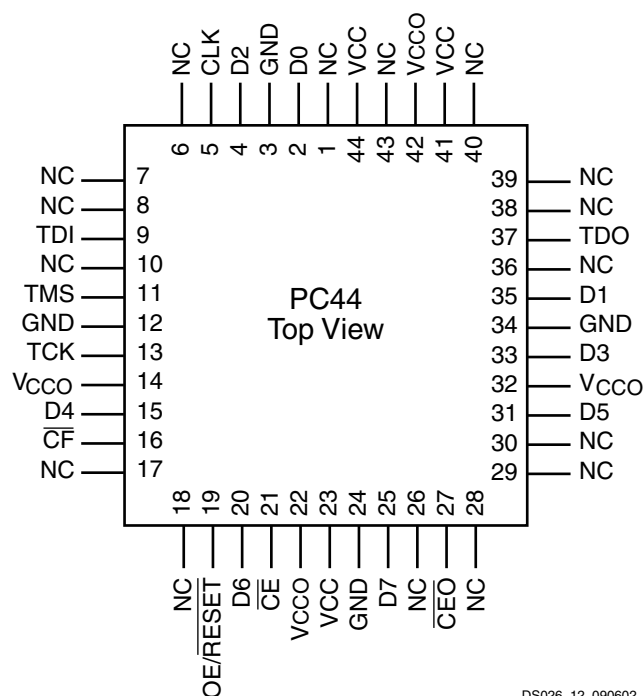 NC CLK D2 GND D0 NC VCC NC VCCO VCC NC
6 5 4 3 2 1 44 43 42 41 40
NC 7
NC 8
TDI 9
NC 10
TMS 11
GND 12
TCK 13
VCCO 14
D4 15
CF 16
NC 17
PC44
Top View
39 NC
38 NC
37 TDO
36 NC
35 D1
34 GND
33 D3
32 VCCO
31 D5
30 NC
29 NC
18 19 20 21 22 23 24 25 26 27 28
NC OE/RESET D6 CE VCCO VCC GND D7 NC CEO NC
DS026_12_090602